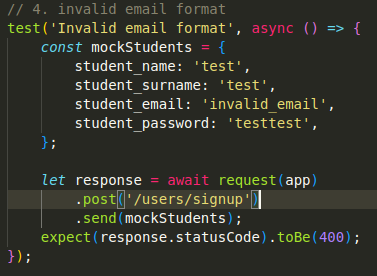 // 4. invalid email format
test('Invalid email format', async () => {
    const mockStudents = {
        student_name: 'test',
        student_surname: 'test',
        student_email: 'invalid_email',
        student_password: 'testtest',
    };

    let response = await request(app)
        .post('/users/signup')
        .send(mockStudents);
    expect(response.statusCode).toBe(400);
});